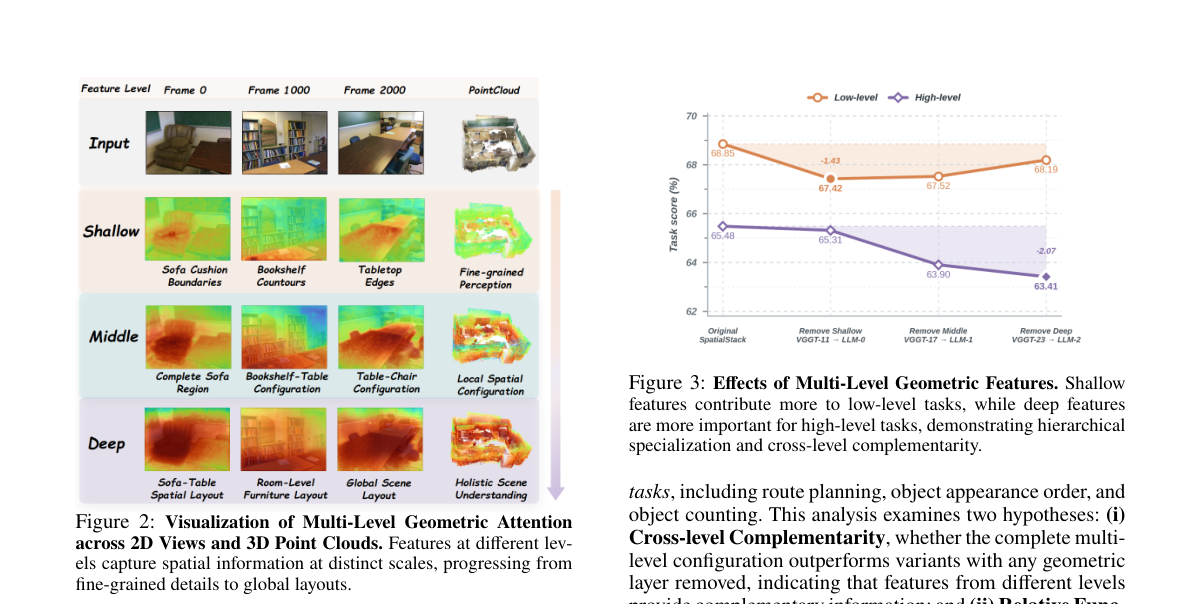 Feature Level Frame 0 Frame 1000 Frame 2000 PointCloud
Input
Shallow
Sofa Cushion Boundaries
Bookshelf Countours
Tabletop Edges
Fine-grained Perception
Middle
Complete Sofa Region
Bookshelf-Table Configuration
Table-Chair Configuration
Local Spatial Configuration
Deep
Sofa-Table Spatial Layout
Room-Level Furniture Layout
Global Scene Layout
Holistic Scene Understanding
Figure 2: Visualization of Multi-Level Geometric Attention
across 2D Views and 3D Point Clouds. Features at different lev-
els capture spatial information at distinct scales, progressing from
fine-grained details to global layouts.
Low-level High-level
Task score (%)
70
68
66
64
62
68.85
-1.43
67.42
67.52
68.19
65.48
65.31
63.90
-2.07
63.41
Original SpatialStack
Remove Shallow VGGT-11 → LLM-0
Remove Middle VGGT-17 → LLM-1
Remove Deep VGGT-23 → LLM-2
Figure 3: Effects of Multi-Level Geometric Features. Shallow
features contribute more to low-level tasks, while deep features
are more important for high-level tasks, demonstrating hierarchical
specialization and cross-level complementarity.
tasks, including route planning, object appearance order, and
object counting. This analysis examines two hypotheses: (i)
Cross-level Complementarity, whether the complete multi-
level configuration outperforms variants with any geometric
layer removed, indicating that features from different levels
provide complementary information; and (ii) Relative Func-